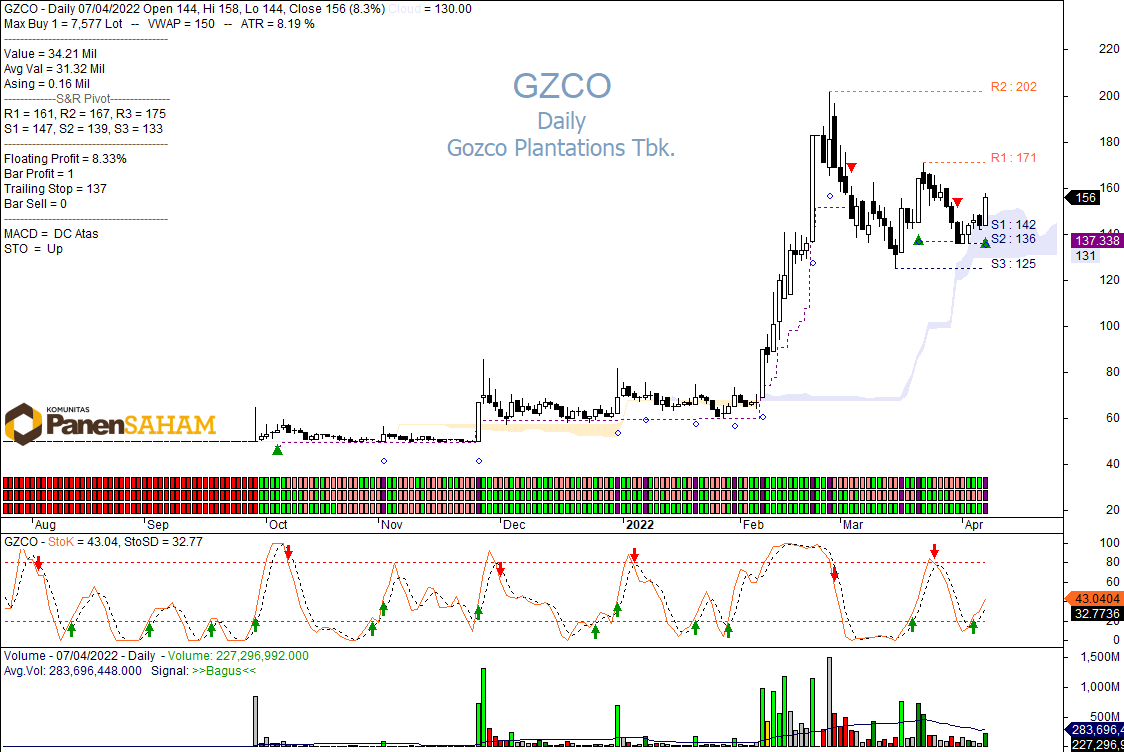 GZCO - Daily 07/04/2022 Open 144, Hi 158, Lo 144, Close 156 (8.3%) Cloud = 130.00
Max Buy 1 = 7,577 Lot -- VWAP = 150 -- ATR = 8.19 %
Value = 34.21 Mil
Avg Val = 31.32 Mil
Asing = 0.16 Mil
-------------S&R Pivot---------------
R1 = 161, R2 = 167, R3 = 175
S1 = 147, S2 = 139, S3 = 133
Floating Profit = 8.33%
Bar Profit = 1
Trailing Stop = 137
Bar Sell = 0
MACD = DC Atas
STO = Up
GZCO
Daily
Gozco Plantations Tbk.
R2 : 202
R1 : 171
S1 : 142
S2 : 136
S3 : 125
220
200
180
160
156
140
137.338
131
120
100
80
60
40
20
KOMUNITAS
PanenSAHAM
Aug Sep Oct Nov Dec 2022 Feb Mar Apr
GZCO - StoK = 43.04, StoSD = 32.77
100
80
60
43.0404
32.7736
0
Volume - 07/04/2022 - Daily - Volume: 227,296,992.000
Avg.Vol: 283,696,448.000 Signal: >>Bagus<<
1,500M
1,000M
500M
283,696,4
227,296,9